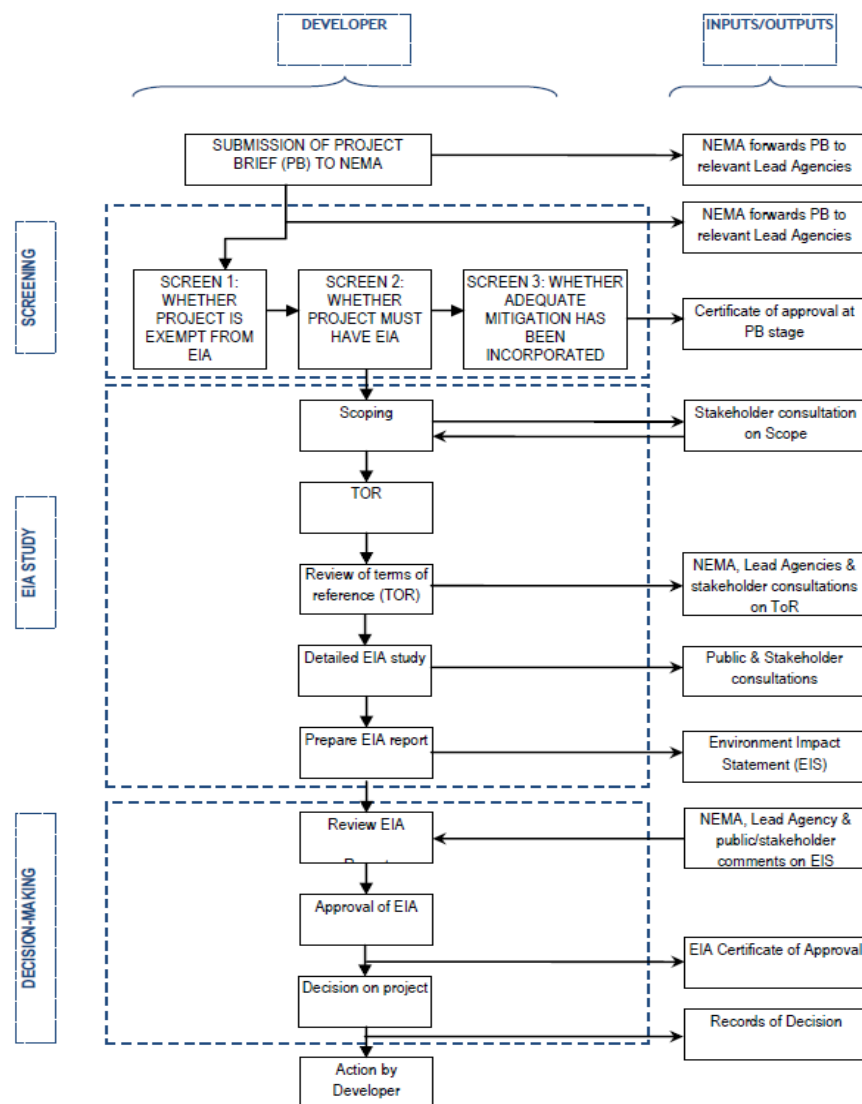 DEVELOPER
INPUTS/OUTPUTS
SUBMISSION OF PROJECT
BRIEF (PB) TO NEMA
NEMA forwards PB to
relevant Lead Agencies
NEMA forwards PB to
relevant Lead Agencies
SCREENING
SCREEN 1:
WHETHER
PROJECT IS
EXEMPT FROM
EIA
SCREEN 2:
WHETHER
PROJECT MUST
HAVE EIA
SCREEN 3: WHETHER
ADEQUATE
MITIGATION HAS
BEEN
INCORPORATED
Certificate of approval at
PB stage
EIA STUDY
Scoping
Stakeholder consultation
on Scope
TOR
Review of terms of
reference (TOR)
NEMA, Lead Agencies &
stakeholder consultations
on ToR
Detailed EIA study
Public & Stakeholder
consultations
Prepare EIA report
Environment Impact
Statement (EIS)
DECISION-MAKING
Review EIA
NEMA, Lead Agency &
public/stakeholder
comments on EIS
Approval of EIA
EIA Certificate of Approval
Decision on project
Records of Decision
Action by
Developer